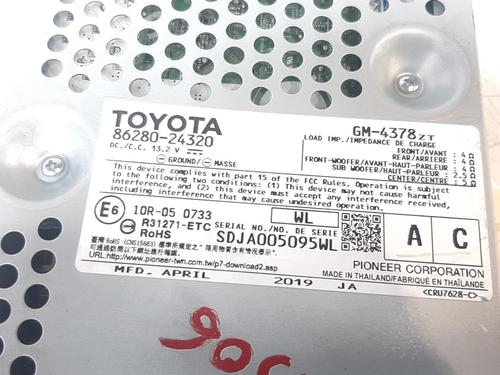 TOYOTA
86280-24320
DC./C.C. 13.2 V
GROUND/ MASSE
GM-4378ZT
LOAD IMP./IMPEDANCE DE CHARGE
FRONT/AVANT : 4Ω
REAR/ARRIERE : 4Ω
FRONT-WOOFER/AVANT-HAUT-PARLEUR : 4Ω
SUB WOOFER/HAUT-PARLEUR : 2.5Ω
CENTER/CENTRE : 5Ω
This device complies with part 15 of the FCC Rules. Operation is subject
to the following two conditions: (1) This device may not cause harmful
interference, and (2) this device must accept any interference received,
including interference that may cause undesired operation.
E6 10R-05 0733
R31271-ETC
RoHS
WL
SERIAL NO./NO. DE SERIE
SDJA005095WL
A C
URL:http://www.pioneer-twn.com.tw/p7-download2.asp
PIONEER CORPORATION
MADE IN THAILAND/FABRIQUÉ EN THAÏLANDE
<CRU7628-C>
MFD. APRIL 2019 JA